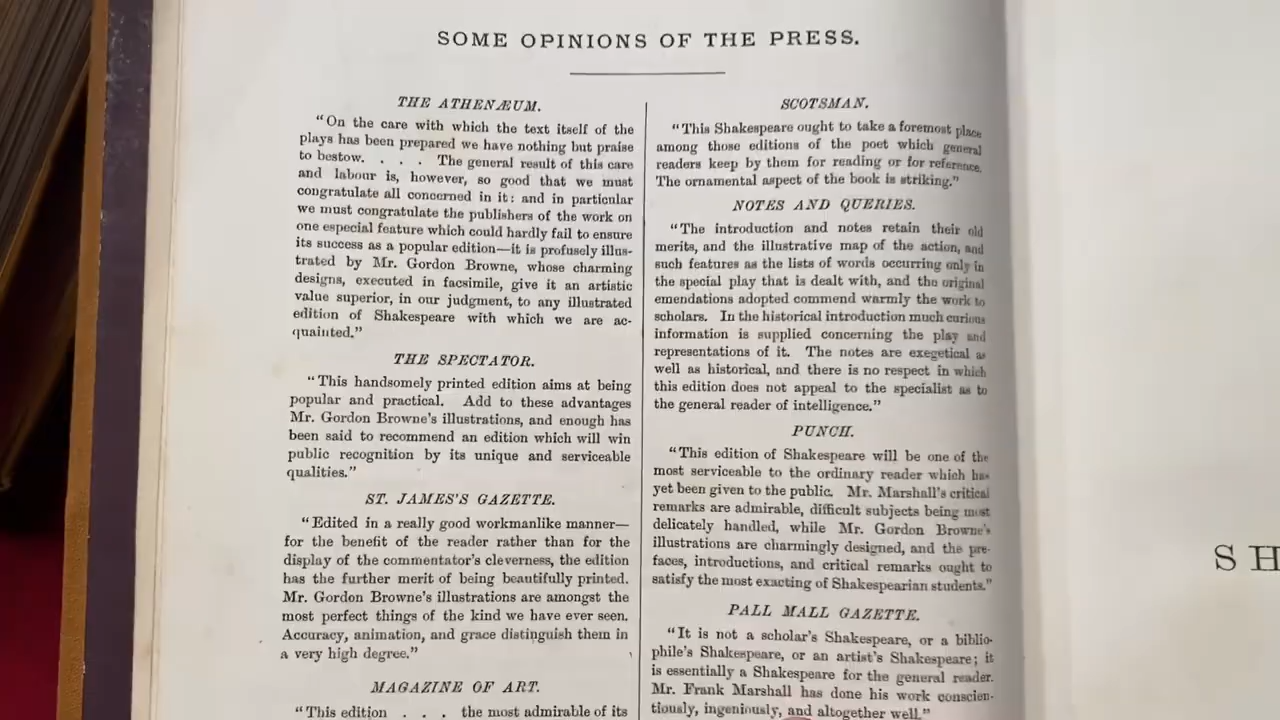 SOME OPINIONS OF THE PRESS.
THE ATHENÆUM.
"On the care with which the text itself of the
plays has been prepared we have nothing but praise
to bestow. . . . The general result of this care
and labour is, however, so good that we must
congratulate all concerned in it: and in particular
we must congratulate the publishers of the work on
one especial feature which could hardly fail to ensure
its success as a popular edition—it is profusely illus-
trated by Mr. Gordon Browne, whose charming
designs, executed in facsimile, give it an artistic
value superior, in our judgment, to any illustrated
edition of Shakespeare with which we are ac-
quainted."
THE SPECTATOR.
"This handsomely printed edition aims at being
popular and practical. Add to these advantages
Mr. Gordon Browne's illustrations, and enough has
been said to recommend an edition which will win
public recognition by its unique and serviceable
qualities."
ST. JAMES'S GAZETTE.
"Edited in a really good workmanlike manner—
for the benefit of the reader rather than for the
display of the commentator's cleverness, the edition
has the further merit of being beautifully printed.
Mr. Gordon Browne's illustrations are amongst the
most perfect things of the kind we have ever seen.
Accuracy, animation, and grace distinguish them in
a very high degree."
MAGAZINE OF ART.
"This edition . . . the most admirable of its
SCOTSMAN.
"This Shakespeare ought to take a foremost place
among those editions of the poet which general
readers keep by them for reading or for reference.
The ornamental aspect of the book is striking."
NOTES AND QUERIES.
"The introduction and notes retain their old
merits, and the illustrative map of the action, and
such features as the lists of words occurring only in
the special play that is dealt with, and the original
emendations adopted commend warmly the work to
scholars. In the historical introduction much curious
information is supplied concerning the play and
representations of it. The notes are exegetical as
well as historical, and there is no respect in which
this edition does not appeal to the specialist as to
the general reader of intelligence."
PUNCH.
"This edition of Shakespeare will be one of the
most serviceable to the ordinary reader which has
yet been given to the public. Mr. Marshall's critical
remarks are admirable, difficult subjects being most
delicately handled, while Mr. Gordon Browne's
illustrations are charmingly designed, and the pre-
faces, introductions, and critical remarks ought to
satisfy the most exacting of Shakespearian students."
PALL MALL GAZETTE.
"It is not a scholar's Shakespeare, or a biblio-
phile's Shakespeare, or an artist's Shakespeare; it
is essentially a Shakespeare for the general reader.
Mr. Frank Marshall has done his work conscien-
tiously, ingeniously, and altogether well."
SH